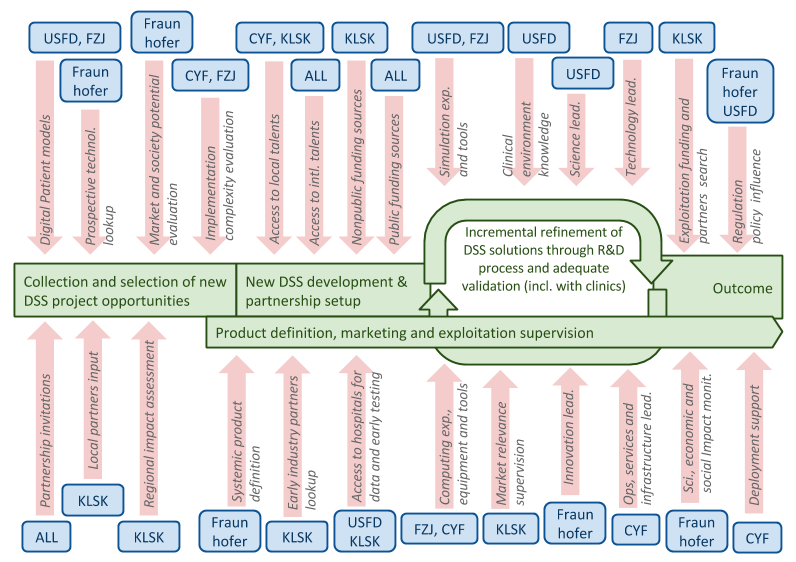 USFD, FZJ
Fraun
hofer
Fraun
hofer
CYF, FZJ
CYF, KLSK
ALL
KLSK
ALL
USFD, FZJ
USFD
USFD
FZJ
KLSK
Fraun
hofer
USFD
Digital Patient models
Prospective technol.
lookup
Market and society potential
evaluation
Implementation
complexity evaluation
Access to local talents
Access to intl. talents
Nonpublic funding sources
Public funding sources
Simulation exp.
and tools
Clinical
environment
knowledge
Science lead.
Technology lead.
Exploitation funding and
partners search
Regulation
policy influence
Collection and selection of new
DSS project opportunities
New DSS development &
partnership setup
Incremental refinement of
DSS solutions through R&D
process and adequate
validation (incl. with clinics)
Outcome
Product definition, marketing and exploitation supervision
Partnership invitations
Local partners input
Regional impact assessment
Systemic product
definition
Early industry partners
lookup
Access to hospitals for
data and early testing
Computing exp.,
equipment and tools
Market relevance
supervision
Innovation lead.
Ops, services and
infrastructure lead.
Sci., economic and
social Impact monit.
Deployment support
ALL
KLSK
KLSK
Fraun
hofer
KLSK
USFD
KLSK
FZJ, CYF
KLSK
Fraun
hofer
CYF
Fraun
hofer
CYF